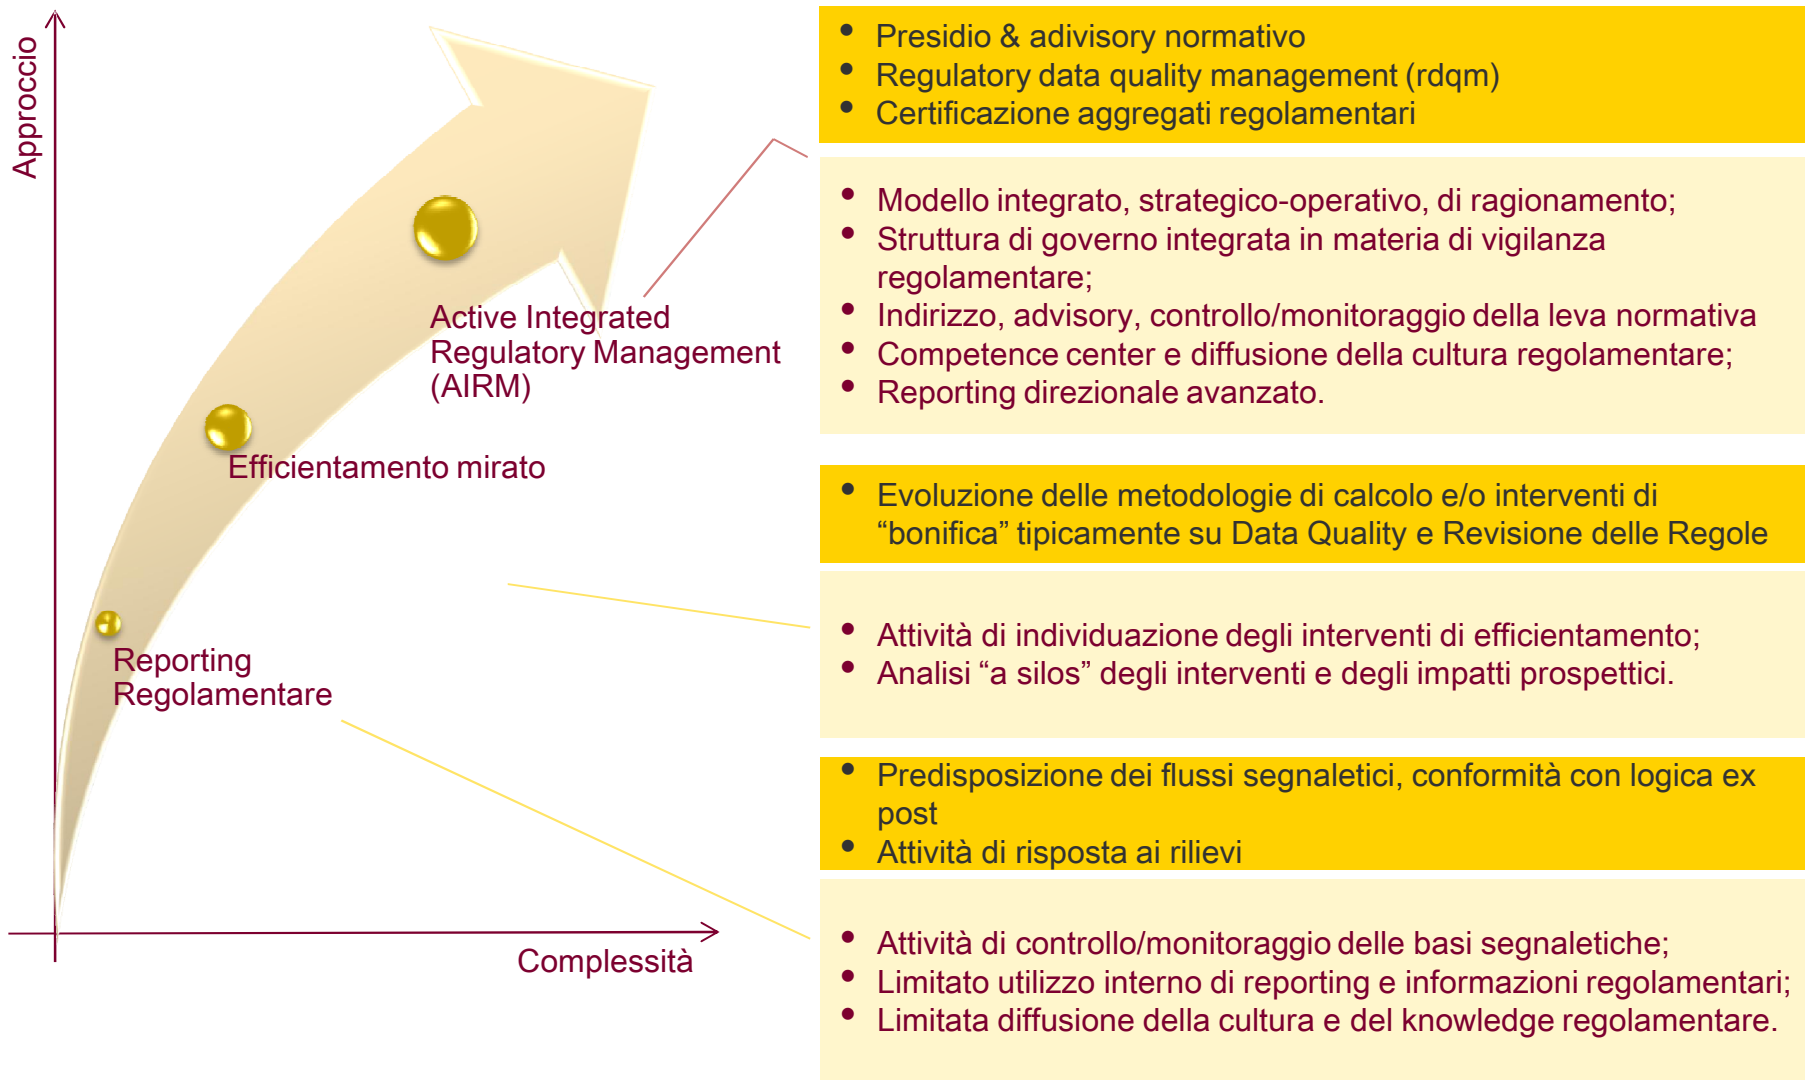 Approccio
Active Integrated
Regulatory Management
(AIRM)
Efficientamento mirato
Reporting
Regolamentare
Complessità
• Presidio & adivisory normativo
• Regulatory data quality management (rdqm)
• Certificazione aggregati regolamentari
• Modello integrato, strategico-operativo, di ragionamento;
• Struttura di governo integrata in materia di vigilanza
regolamentare;
• Indirizzo, advisory, controllo/monitoraggio della leva normativa
• Competence center e diffusione della cultura regolamentare;
• Reporting direzionale avanzato.
• Evoluzione delle metodologie di calcolo e/o interventi di
“bonifica” tipicamente su Data Quality e Revisione delle Regole
• Attività di individuazione degli interventi di efficientamento;
• Analisi “a silos” degli interventi e degli impatti prospettici.
• Predisposizione dei flussi segnaletici, conformità con logica ex
post
• Attività di risposta ai rilievi
• Attività di controllo/monitoraggio delle basi segnaletiche;
• Limitato utilizzo interno di reporting e informazioni regolamentari;
• Limitata diffusione della cultura e del knowledge regolamentare.